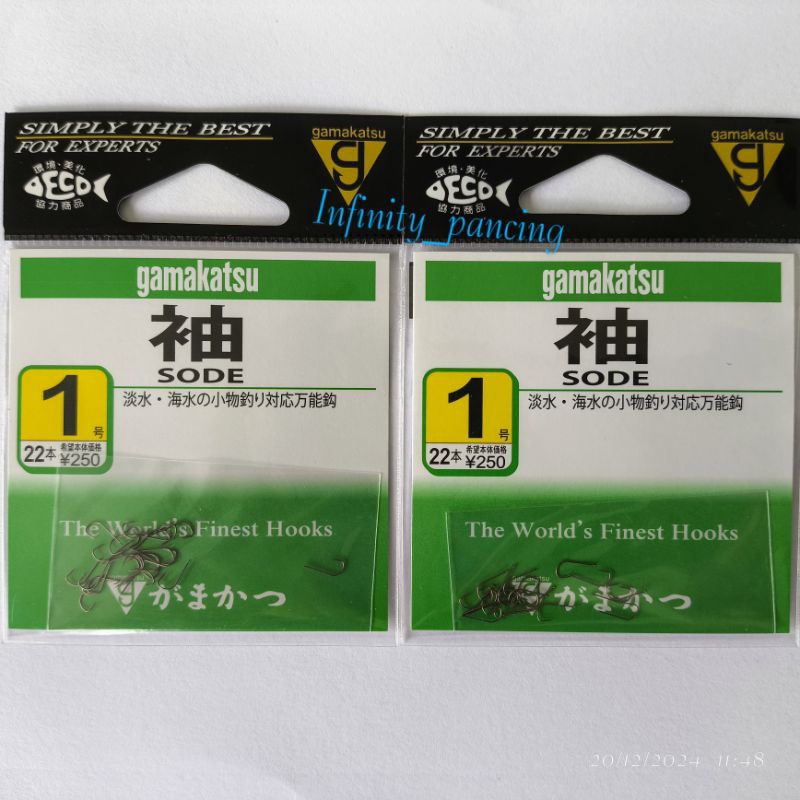 SIMPLY THE BEST
FOR EXPERTS
gamakatsu
環境・美化
ECO
協力商品
gamakatsu
袖
SODE
1号
淡水・海水の小物釣り対応万能鈎
22本 希望本体価格 ¥250
The World's Finest Hooks
がまかつ
SIMPLY THE BEST
FOR EXPERTS
gamakatsu
環境・美化
ECO
協力商品
gamakatsu
袖
SODE
1号
淡水・海水の小物釣り対応万能鈎
22本 希望本体価格 ¥250
The World's Finest Hooks
がまかつ
Infinity_pancing
20/12/2024 11:48